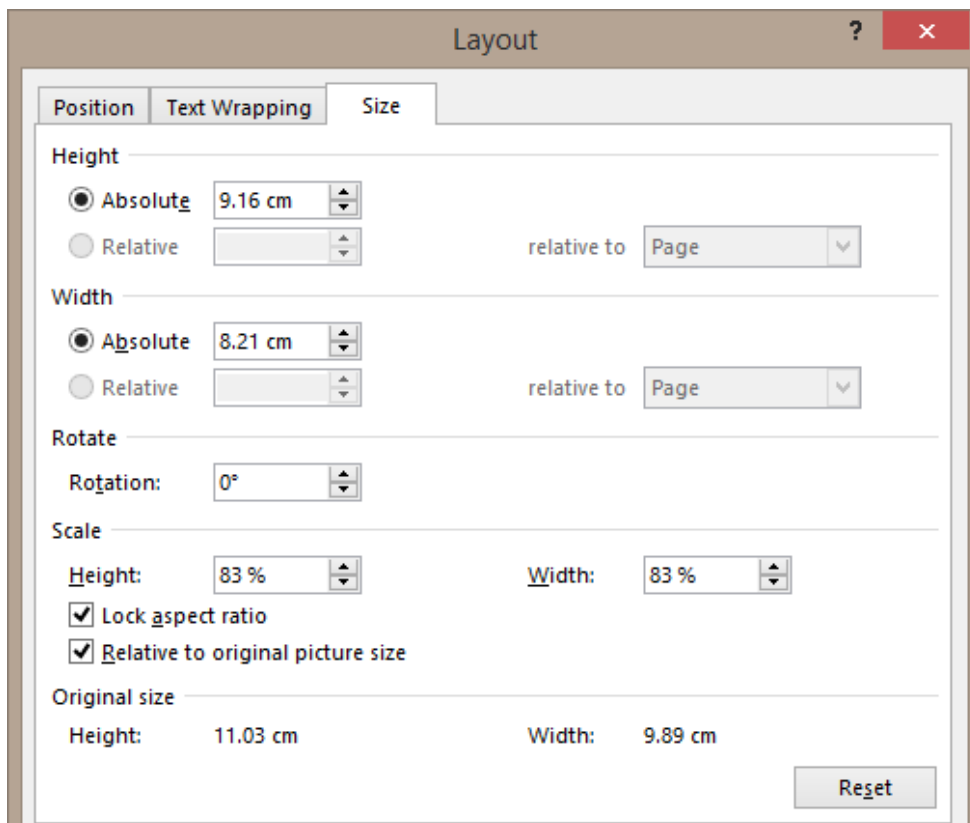 Layout ?
Position Text Wrapping Size
Height
Absolute 9.16 cm
Relative relative to Page
Width
Absolute 8.21 cm
Relative relative to Page
Rotate
Rotation: 0°
Scale
Height: 83 % Width: 83 %
Lock aspect ratio
Relative to original picture size
Original size
Height: 11.03 cm Width: 9.89 cm
Reset